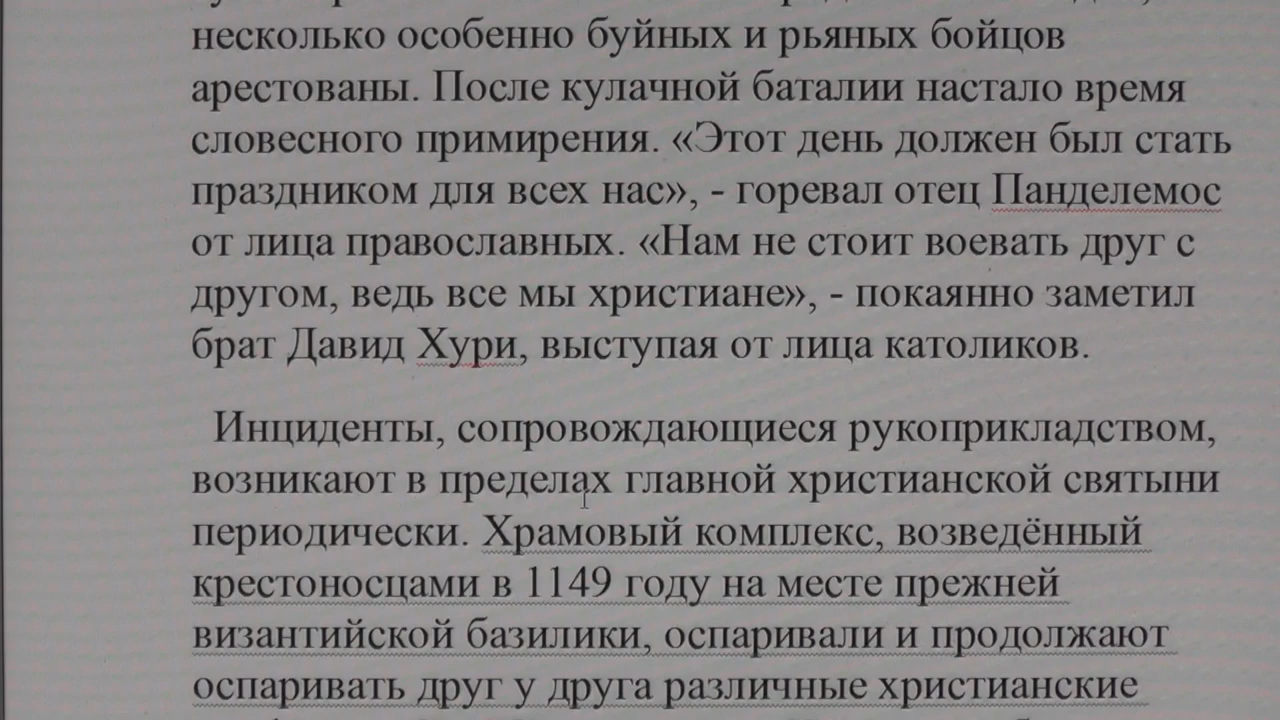 несколько особенно буйных и рьяных бойцов
арестованы. После кулачной баталии настало время
словесного примирения. «Этот день должен был стать
праздником для всех нас», - горевал отец Панделемос
от лица православных. «Нам не стоит воевать друг с
другом, ведь все мы христиане», - покаянно заметил
брат Давид Хури, выступая от лица католиков.
Инциденты, сопровождающиеся рукоприкладством,
возникают в пределах главной христианской святыни
периодически. Храмовый комплекс, возведённый
крестоносцами в 1149 году на месте прежней
византийской базилики, оспаривали и продолжают
оспаривать друг у друга различные христианские